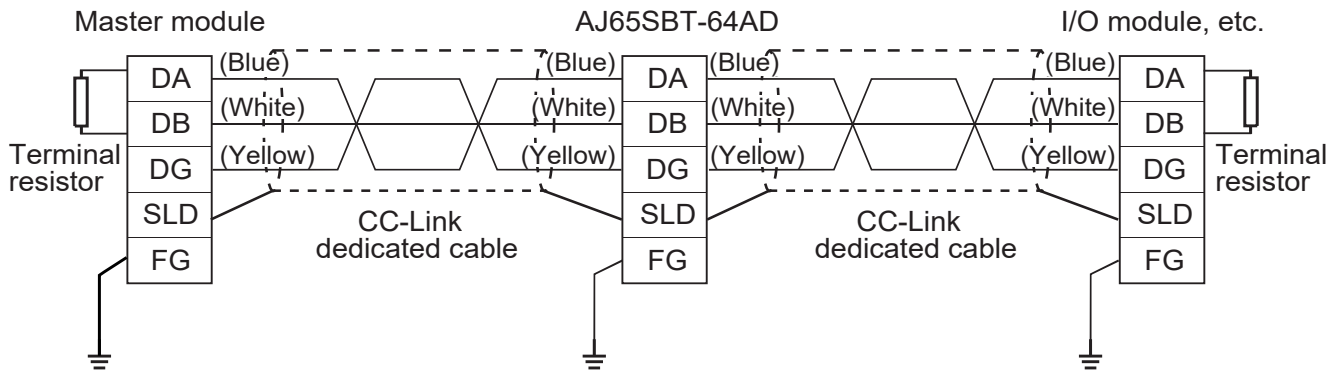 Master module
AJ65SBT-64AD
I/O module, etc.
DA (Blue) (Blue) DA (Blue) (Blue) DA
DB (White) (White) DB (White) (White) DB
DG (Yellow) (Yellow) DG (Yellow) (Yellow) DG
Terminal
resistor
Terminal
resistor
SLD SLD SLD
CC-Link
dedicated cable
CC-Link
dedicated cable
FG FG FG